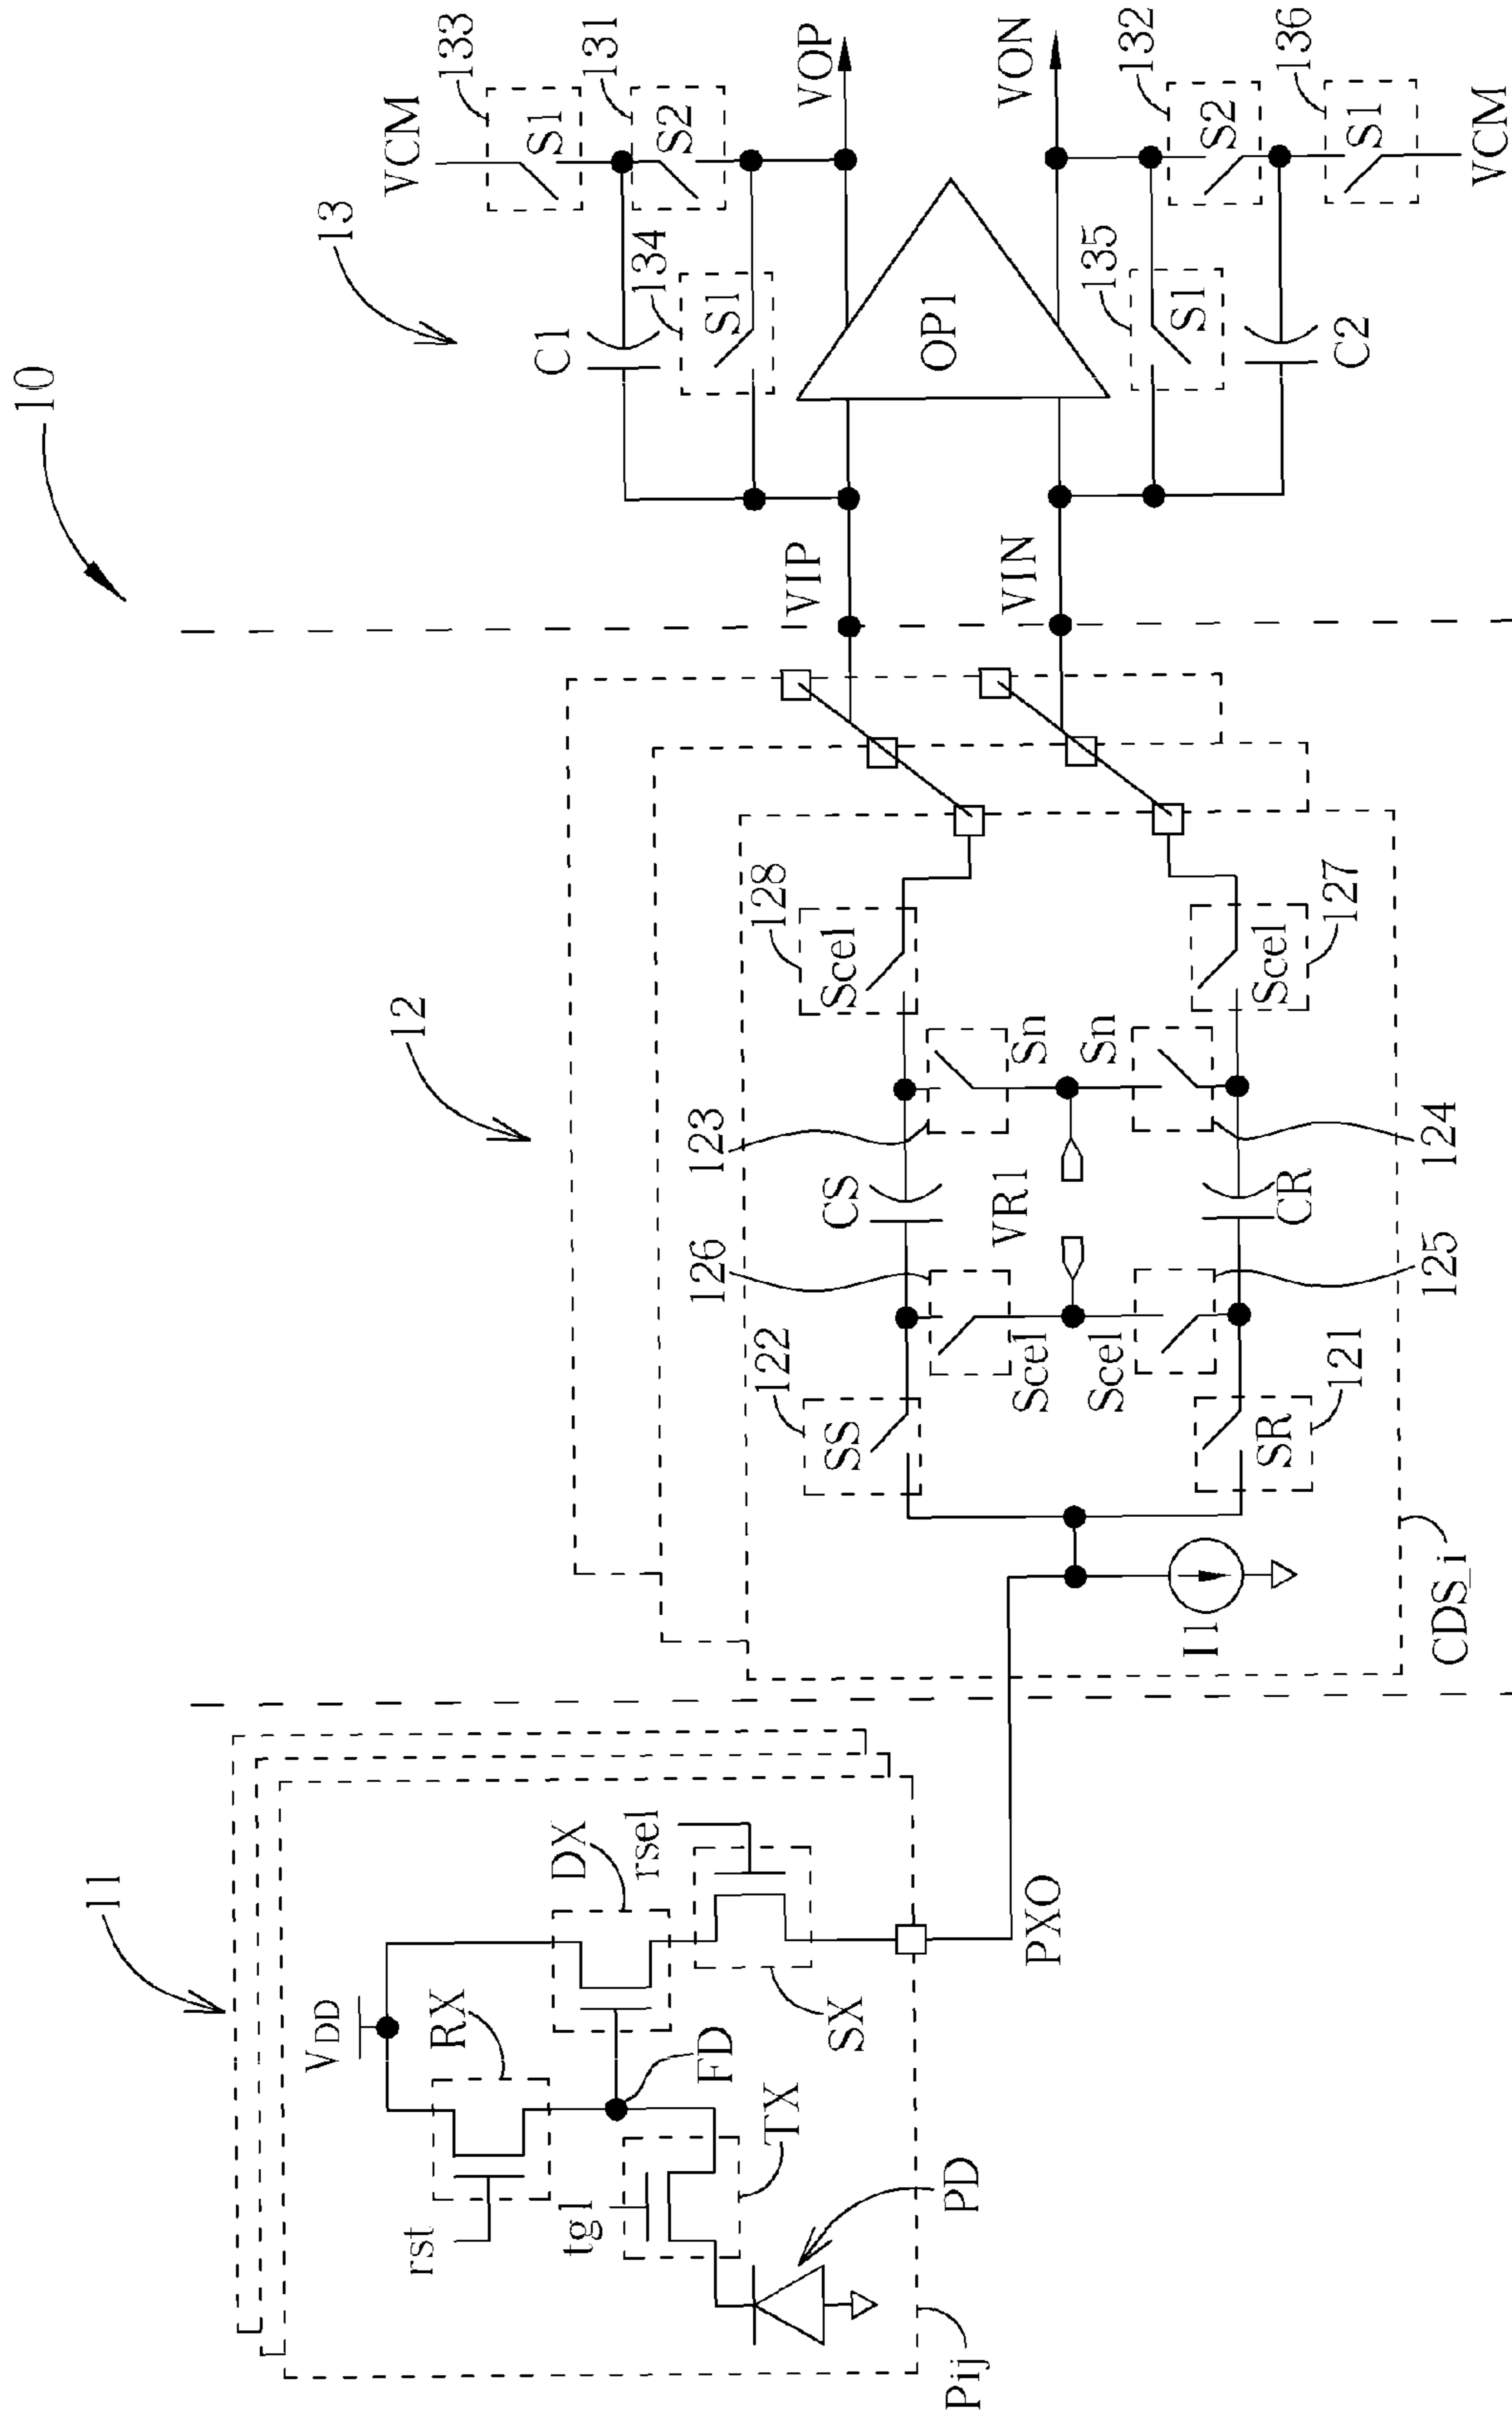 10
11
12
13
VDD
RX
rst
tg1
TX
FD
PD
DX
rsel
SX
Pij
PXO
I1
CDS_i
122
SS
121
SR
126
Scel
Scel
125
CS
VR1
CR
123
Sn
Sn
124
128
Scel
127
Scel
VIP
VIN
C1
134
S1
133
S1
131
S2
VCM
VOP
OP1
VON
135
S1
C2
132
S2
136
S1
VCM